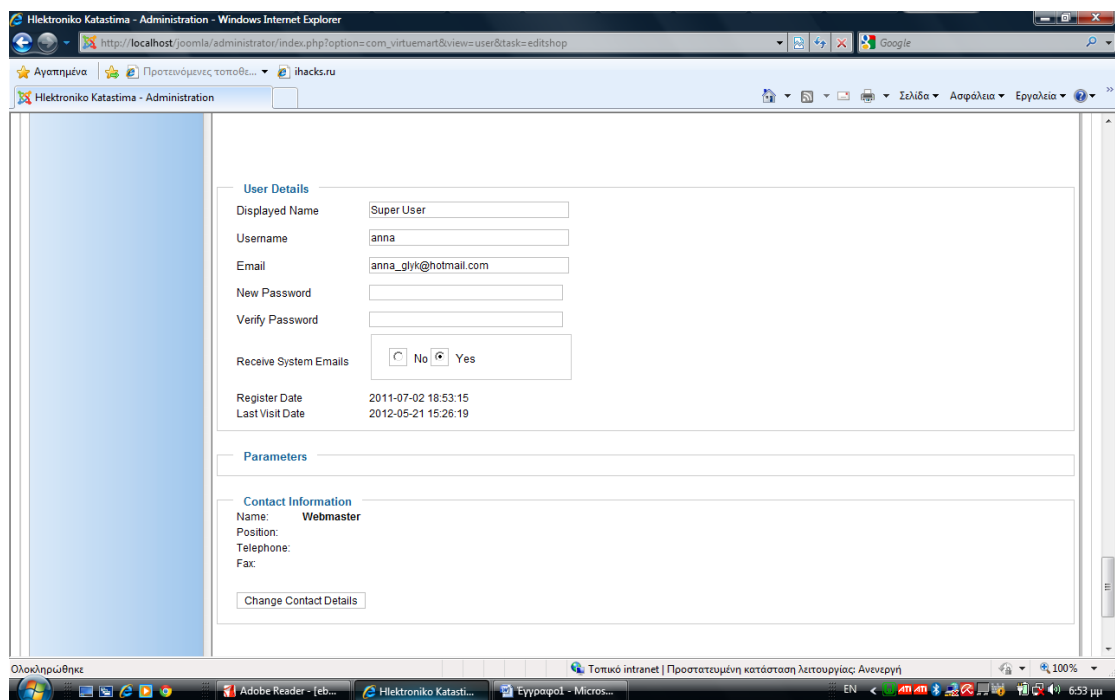 Hlektroniko Katastima - Administration - Windows Internet Explorer
http://localhost/joomla/administrator/index.php?option=com_virtuemart&view=user&task=editshop
Google
Αγαπημένα Προτεινόμενες τοποθε... ihacks.ru
Hlektroniko Katastima - Administration
Σελίδα Ασφάλεια Εργαλεία
User Details
Displayed Name Super User
Username anna
Email anna_glyk@hotmail.com
New Password
Verify Password
Receive System Emails No Yes
Register Date 2011-07-02 18:53:15
Last Visit Date 2012-05-21 15:26:19
Parameters
Contact Information
Name: Webmaster
Position:
Telephone:
Fax:
Change Contact Details
Ολοκληρώθηκε Τοπικό intranet | Προστατευμένη κατάσταση λειτουργίας: Ανενεργή 100%
Adobe Reader - [eb... Hlektroniko Katasti... Έγγραφο1 - Micros... EN 6:53 μμ